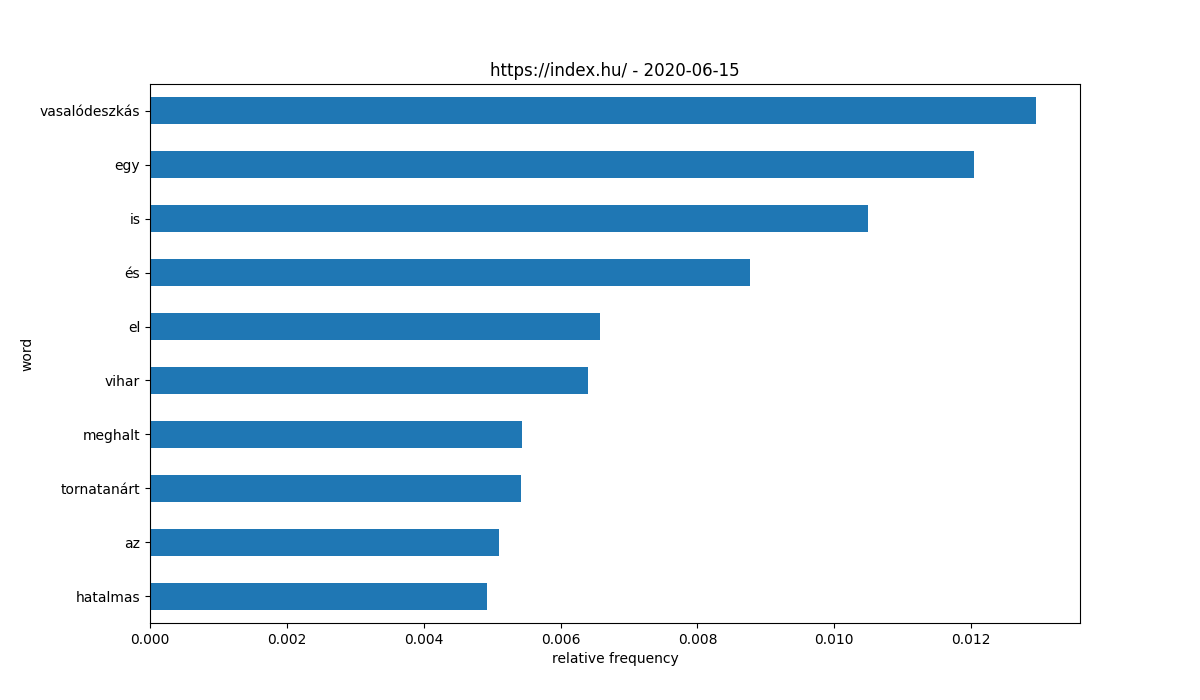 https://index.hu/ - 2020-06-15
vasalódeszkás
egy
is
és
el
vihar
meghalt
tornatanárt
az
hatalmas
word
0.000 0.002 0.004 0.006 0.008 0.010 0.012
relative frequency